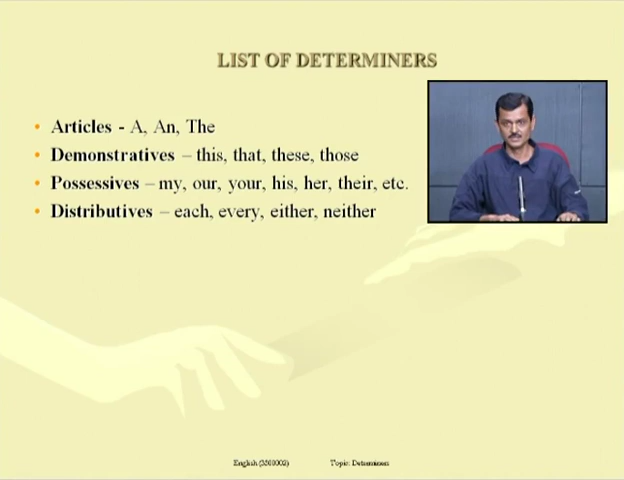 LIST OF DETERMINERS
• Articles - A, An, The
• Demonstratives – this, that, these, those
• Possessives – my, our, your, his, her, their, etc.
• Distributives – each, every, either, neither
English (3500002) Topic: Determiners